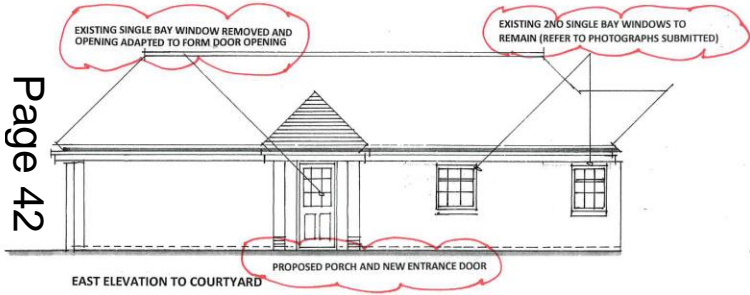 EXISTING SINGLE BAY WINDOW REMOVED AND
OPENING ADAPTED TO FORM DOOR OPENING
EXISTING 2NO SINGLE BAY WINDOWS TO
REMAIN (REFER TO PHOTOGRAPHS SUBMITTED)
Page 42
PROPOSED PORCH AND NEW ENTRANCE DOOR
EAST ELEVATION TO COURTYARD